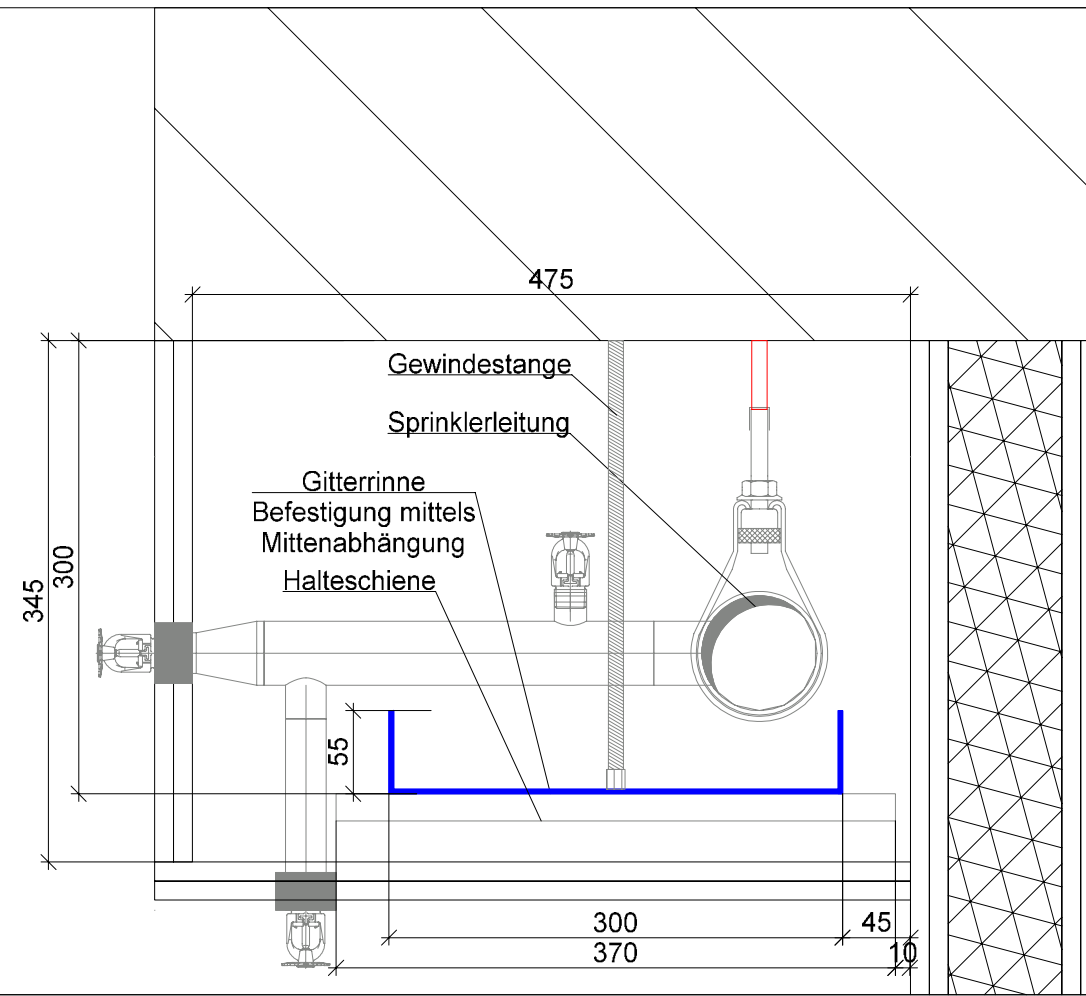 475
Gewindestange
Sprinklerleitung
Gitterrinne
Befestigung mittels
Mittenabhängung
Halteschiene
300
345
55
300
45
370
10